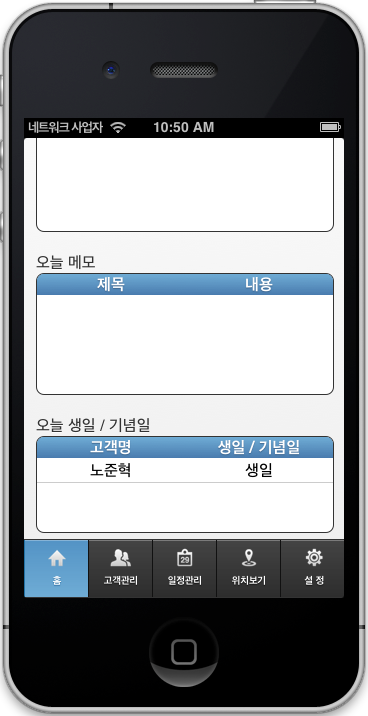 네트워크 사업자 10:50 AM
오늘 메모
제목 내용
오늘 생일 / 기념일
고객명 생일 / 기념일
노준혁 생일
29
홈 고객관리 일정관리 위치보기 설 정